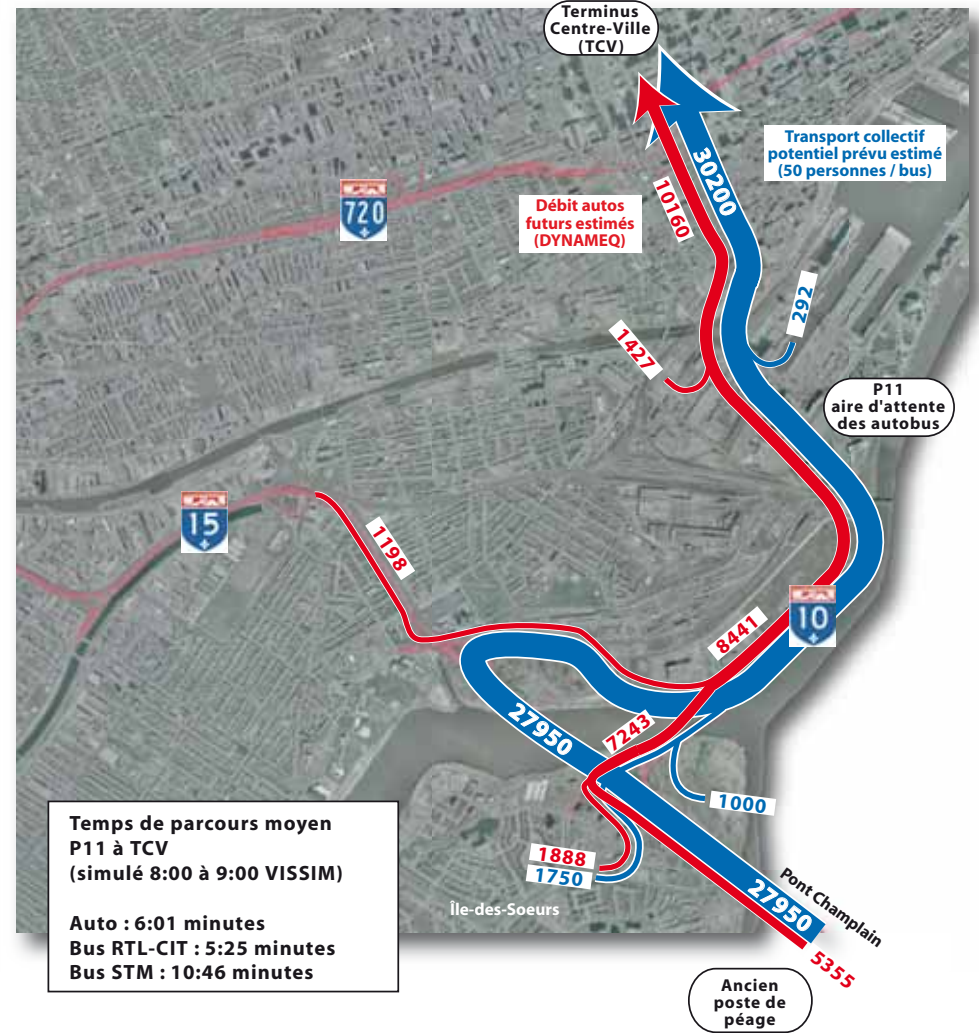 Terminus
Centre-Ville
(TCV)
Transport collectif
potentiel prévu estimé
(50 personnes / bus)
30200
10160
720
Débit autos
futurs estimés
(DYNAMEQ)
292
1427
P11
aire d'attente
des autobus
15
1198
10
8441
27950
7243
1000
1888
1750
Île-des-Soeurs
Pont Champlain
27950
5355
Ancien
poste de
péage
Temps de parcours moyen
P11 à TCV
(simulé 8:00 à 9:00 VISSIM)
Auto : 6:01 minutes
Bus RTL-CIT : 5:25 minutes
Bus STM : 10:46 minutes